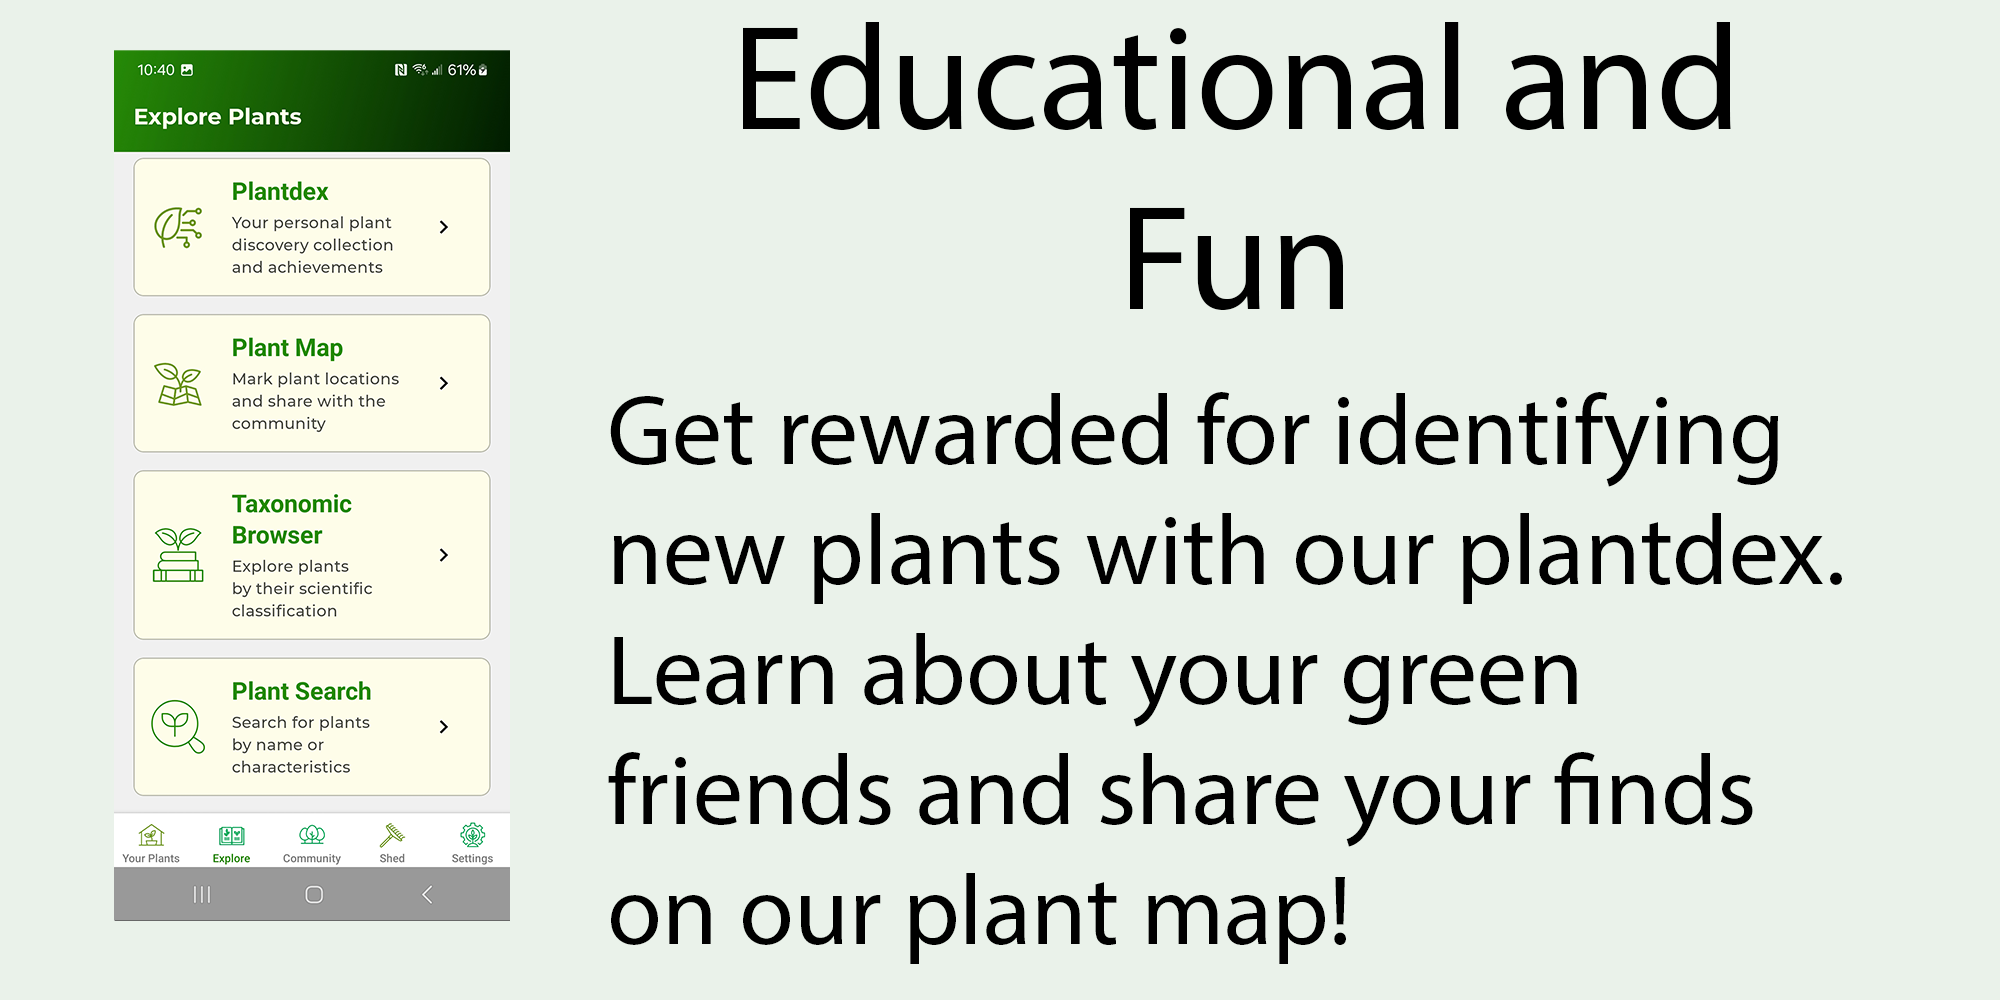 10:40
61%
Explore Plants
Plantdex
Your personal plant
discovery collection
and achievements
Plant Map
Mark plant locations
and share with the
community
Taxonomic
Browser
Explore plants
by their scientific
classification
Plant Search
Search for plants
by name or
characteristics
Your Plants
Explore
Community
Shed
Settings
Educational and
Fun
Get rewarded for identifying
new plants with our plantdex.
Learn about your green
friends and share your finds
on our plant map!